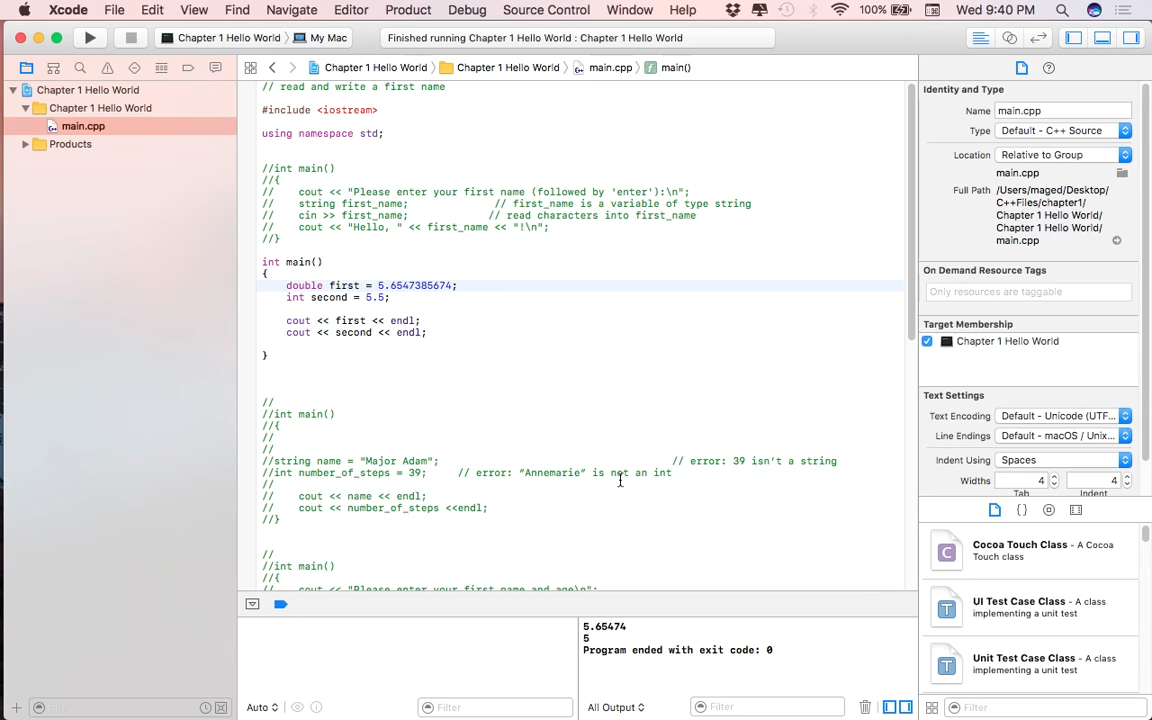 Xcode File Edit View Find Navigate Editor Product Debug Source Control Window Help 100% Wed 9:40 PM
Chapter 1 Hello World My Mac Finished running Chapter 1 Hello World : Chapter 1 Hello World
Chapter 1 Hello World Chapter 1 Hello World main.cpp main()
Chapter 1 Hello World
Chapter 1 Hello World
main.cpp
Products
// read and write a first name
#include <iostream>
using namespace std;
//int main()
//{
// cout << "Please enter your first name (followed by 'enter'):\n";
// string first_name; // first_name is a variable of type string
// cin >> first_name; // read characters into first_name
// cout << "Hello, " << first_name << "!\n";
//}
int main()
{
double first = 5.6547385674;
int second = 5.5;
cout << first << endl;
cout << second << endl;
}
//
//int main()
//{
//
//
//string name = "Major Adam"; // error: 39 isn’t a string
//int number_of_steps = 39; // error: “Annemarie” is not an int
//
// cout << name << endl;
// cout << number_of_steps <<endl;
//}
//
//int main()
//{
// cout << "Please enter your first name and age\n";
5.65474
5
Program ended with exit code: 0
Auto Filter All Output Filter
Filter
Identity and Type
Name main.cpp
Type Default - C++ Source
Location Relative to Group
main.cpp
Full Path /Users/maged/Desktop/
C++Files/chapter1/
Chapter 1 Hello World/
Chapter 1 Hello World/
main.cpp
On Demand Resource Tags
Only resources are taggable
Target Membership
Chapter 1 Hello World
Text Settings
Text Encoding Default - Unicode (UTF...
Line Endings Default - macOS / Unix...
Indent Using Spaces
Widths 4 4
Tab Indent
Cocoa Touch Class - A Cocoa
Touch class
UI Test Case Class - A class
implementing a unit test
Unit Test Case Class - A class
implementing a unit test
Filter